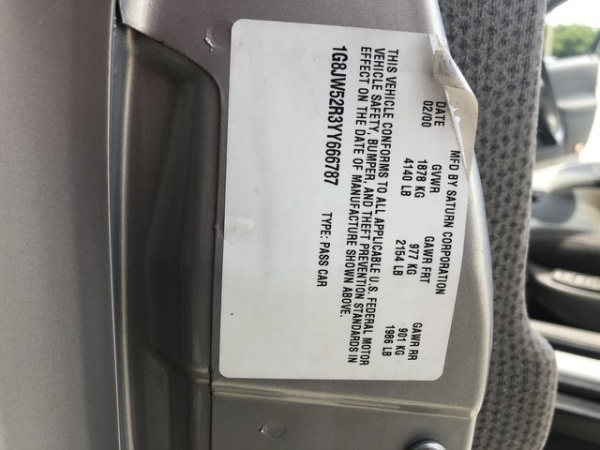 MFD BY SATURN CORPORATION
DATE GVWR GAWR FRT GAWR RR
02/00 1878 KG 977 KG 901 KG
4140 LB 2154 LB 1986 LB
THIS VEHICLE CONFORMS TO ALL APPLICABLE U.S. FEDERAL MOTOR
VEHICLE SAFETY, BUMPER, AND THEFT PREVENTION STANDARDS IN
EFFECT ON THE DATE OF MANUFACTURE SHOWN ABOVE.
1G8JW52R3YY666787 TYPE: PASS CAR